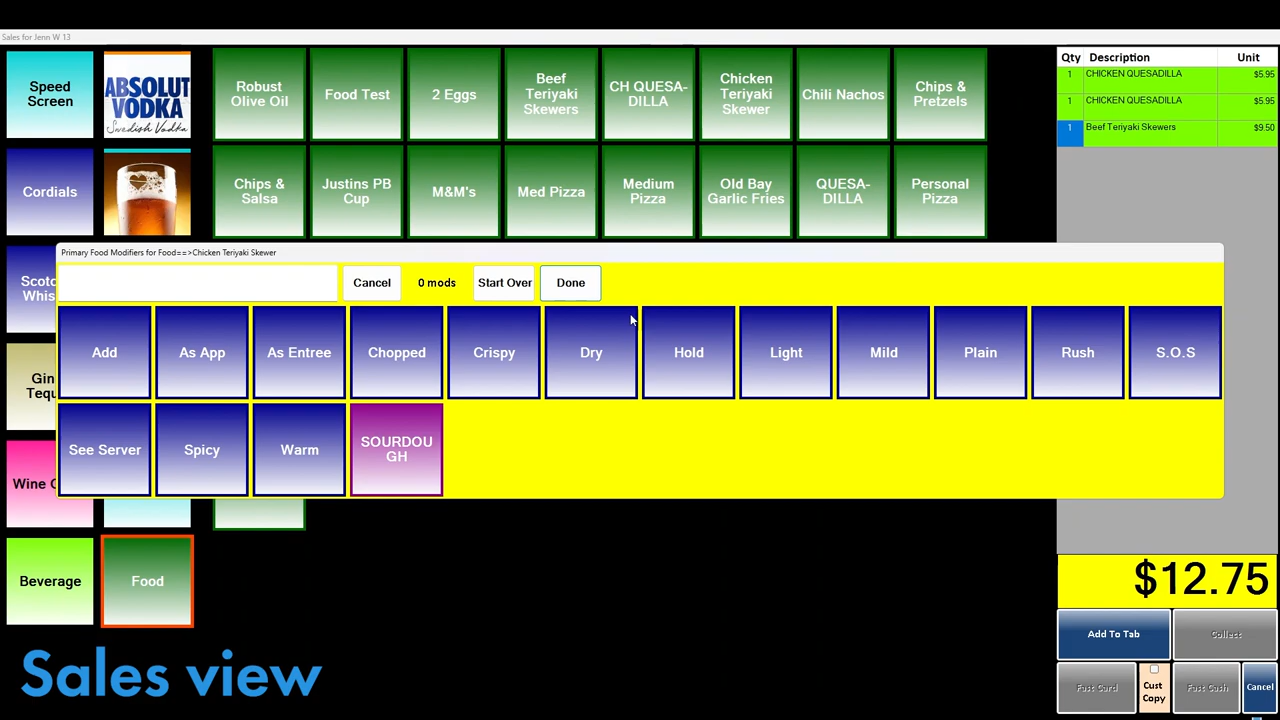 Sales for Jenn W 13
Speed
Screen
ABSOLUT
VODKA
Swedish Vodka
Robust
Olive Oil
Food Test
2 Eggs
Beef
Teriyaki
Skewers
CH QUESA-
DILLA
Chicken
Teriyaki
Skewer
Chili Nachos
Chips &
Pretzels
Qty Description Unit
1 CHICKEN QUESADILLA $5.95
1 CHICKEN QUESADILLA $5.95
1 Beef Teriyaki Skewers $9.50
Cordials
Chips &
Salsa
Justins PB
Cup
M&M's
Med Pizza
Medium
Pizza
Old Bay
Garlic Fries
QUESA-
DILLA
Personal
Pizza
Primary Food Modifiers for Food==>Chicken Teriyaki Skewer
Cancel
0 mods
Start Over
Done
Add
As App
As Entree
Chopped
Crispy
Dry
Hold
Light
Mild
Plain
Rush
S.O.S
See Server
Spicy
Warm
SOURDOU
GH
Scotc
Whis
Gin
Tequ
Wine
Beverage
Food
$12.75
Add To Tab
Collect
Fast Card
Cust
Copy
Fast Cash
Cancel
Sales view